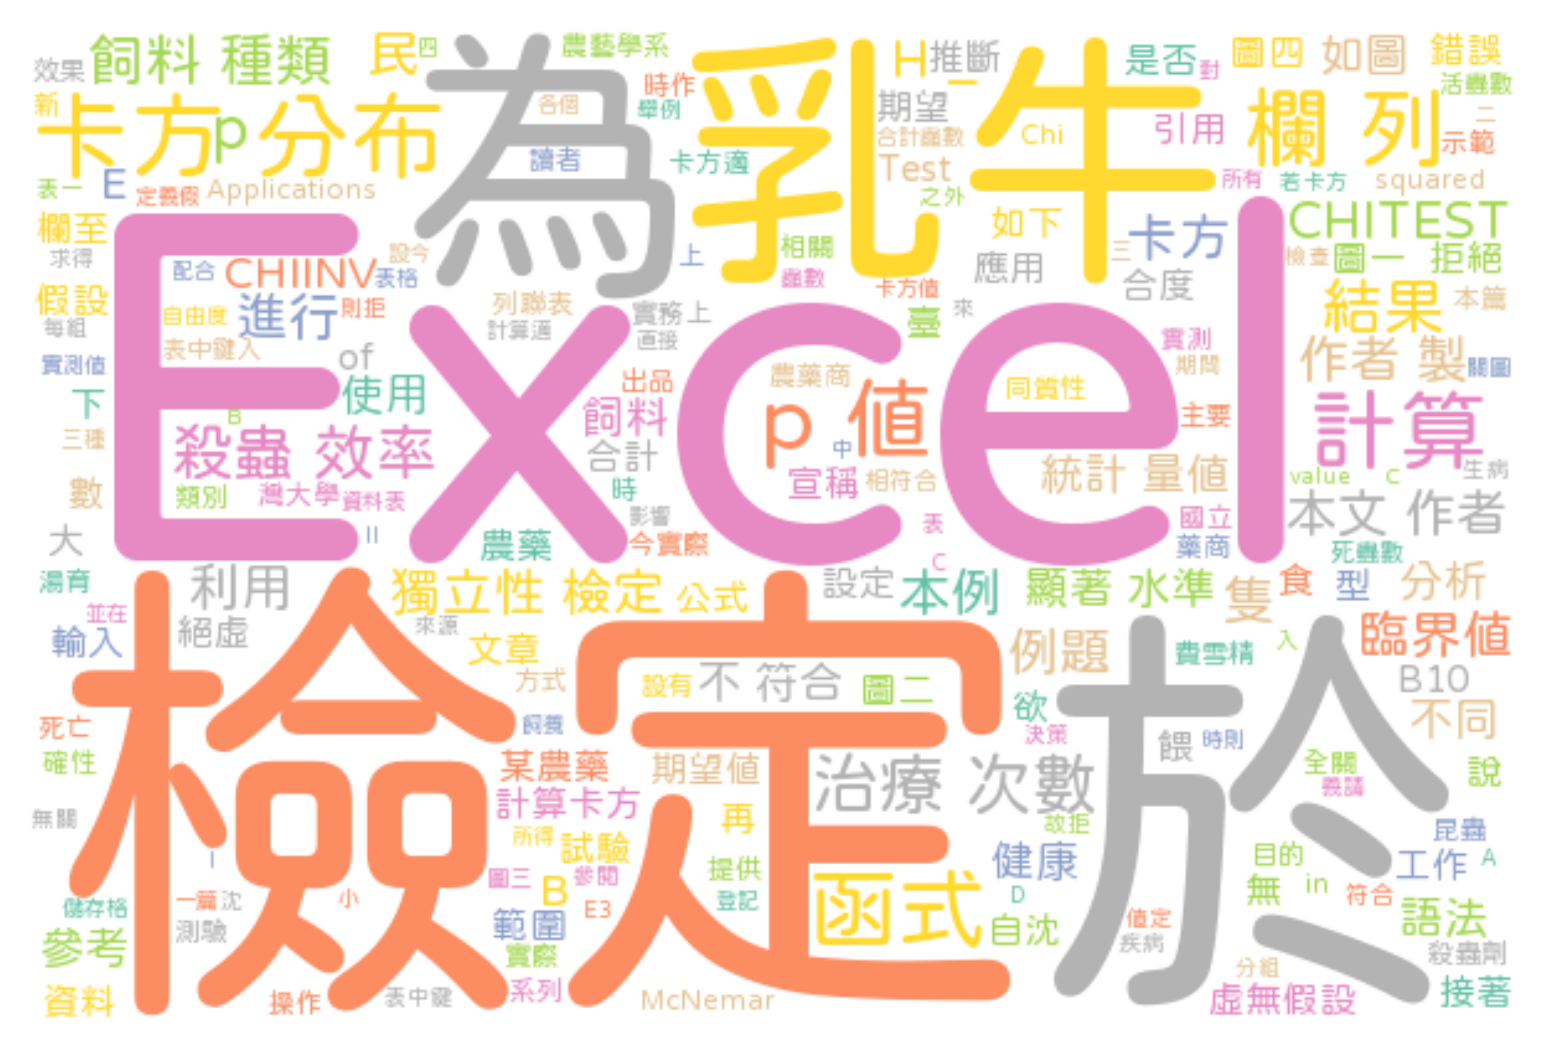 效果 飼料 種類 民 四 農藝學系 時作 H 推斷 是否 對 圖四 如圖 錯誤
新 卡方 p 分布 各個 舉例 期望 一 Chi 引用 欄 列 活蟲數 二 示範
為 乳牛
讀者 卡方適 合計幽數 Test 之外 所有 若卡方 squared
表一 E 定義假 Applications
欄至 設今 上 相關 如下 三 卡方 CHITEST
求得 配合 CHIINV 表格 幽數 卡方值 應用 合度 檢查 圖一 拒絕
假設 自由度 進行 則拒 列聯表 實務上 臺 來 結果 本篇
每組 計算適 直接
實測值 表中鍵入 of 農藥商 同質性 實測 期間 作者 製 關圖
Excel
下 使用 出品 飼料 p 值 主要 計算
三種 B 殺蟲 效率 合計 中 統計 量值 value C 生病
數 類別 灣大學 資料表 時 宣稱 相符合 國立 本文 作者
大 II 農藥 影響 今實際 表 藥商 死蟲數
湯育 利用 獨立性 檢定 公式 設定 C 本例 顯著 水準 隻 食 型 分析
並在 輸入 絕虛 來源 文章 例題 費雪精 入 臨界值
檢定 於
方式 設有 不 符合 圖二 欲 B10
死亡 飼養 決策 餵 時則 不同
確性 某農藥 期望值 治療 次數 全關 義請 說
無關 計算卡方 再 故拒 昆蟲
I 所得 試驗 健康 目的 工作 A
圖三 參閱 提供 D 無 in 符合
儲存格 一篇 沈 小 B E3 登記 函式 語法
參考 測驗 範圍 自沈 值定 疾病 殺蟲劑
實際 分組
資料 操作 表中鍵 系列 McNemar 虛無假設 接著